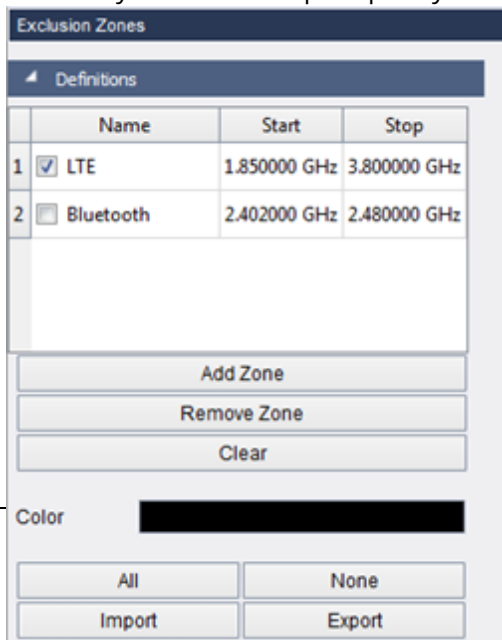 Exclusion Zones
Definitions
Name Start Stop
1 LTE 1.850000 GHz 3.800000 GHz
2 Bluetooth 2.402000 GHz 2.480000 GHz
Add Zone
Remove Zone
Clear
Color
All None
Import Export